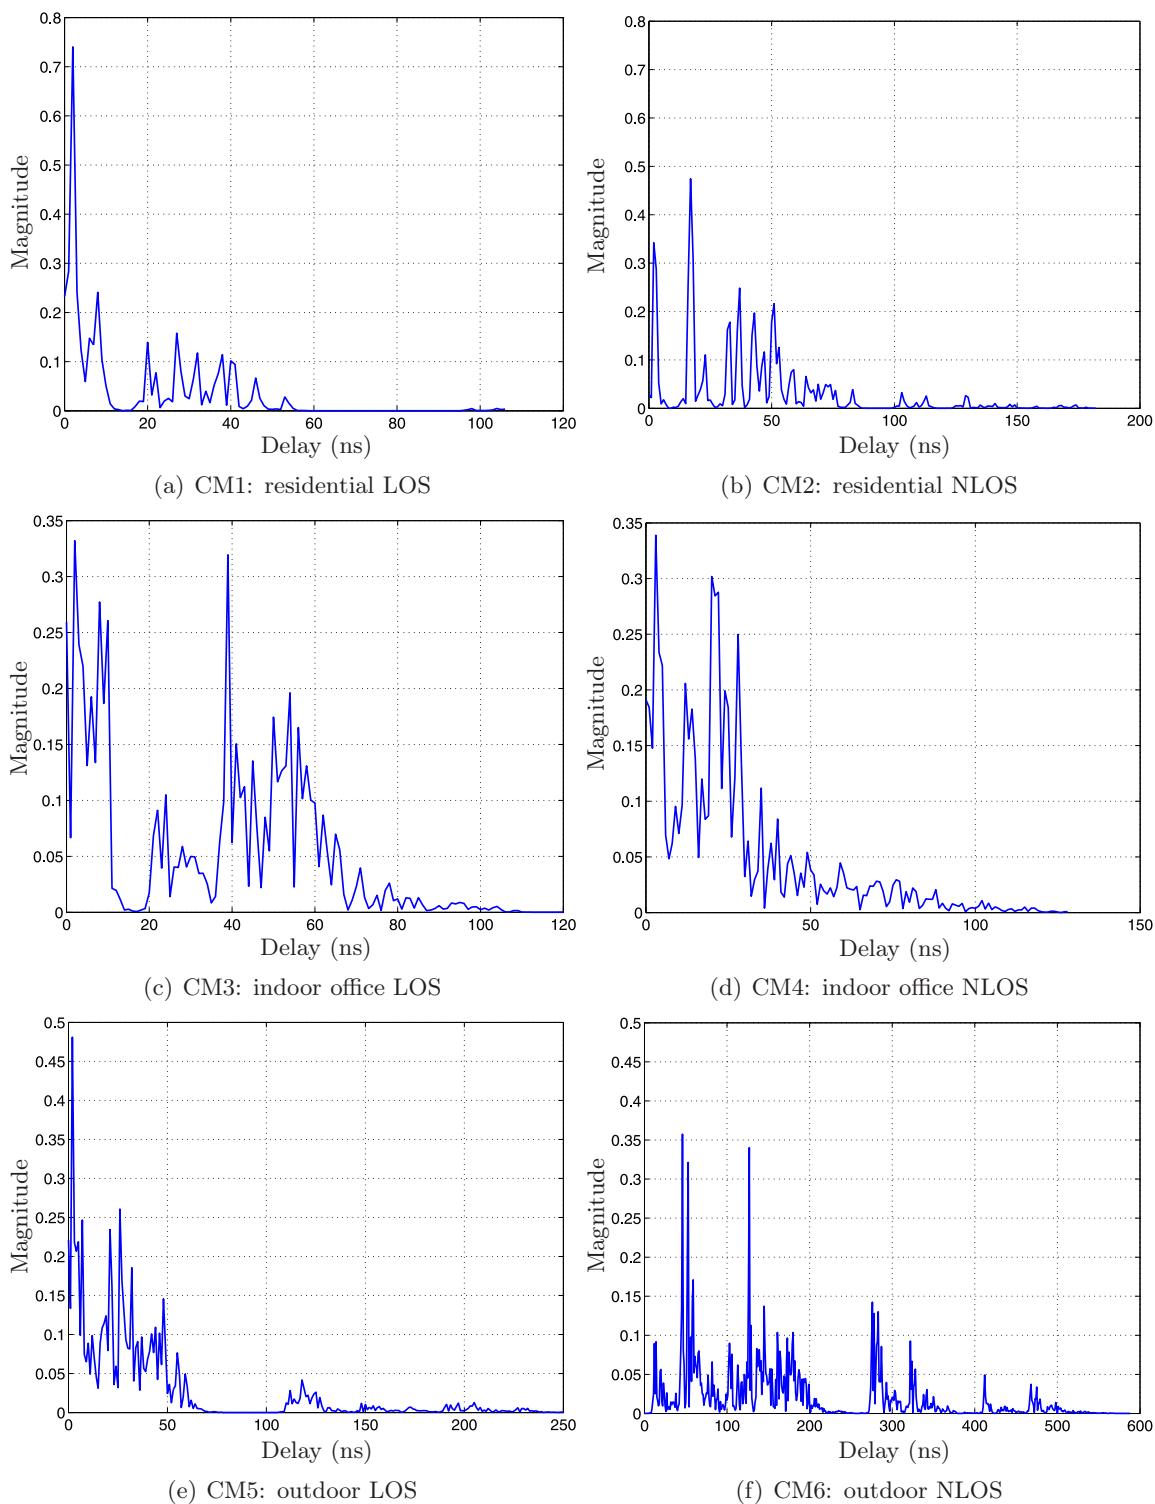 0.8
0.7
0.6
0.5
0.4
0.3
0.2
0.1
0
0 20 40 60 80 100 120
Magnitude
Delay (ns)
(a) CM1: residential LOS
0.8
0.7
0.6
0.5
0.4
0.3
0.2
0.1
0
0 50 100 150 200
Magnitude
Delay (ns)
(b) CM2: residential NLOS
0.35
0.3
0.25
0.2
0.15
0.1
0.05
0
0 20 40 60 80 100 120
Magnitude
Delay (ns)
(c) CM3: indoor office LOS
0.35
0.3
0.25
0.2
0.15
0.1
0.05
0
0 50 100 150
Magnitude
Delay (ns)
(d) CM4: indoor office NLOS
0.5
0.45
0.4
0.35
0.3
0.25
0.2
0.15
0.1
0.05
0
0 50 100 150 200 250
Magnitude
Delay (ns)
(e) CM5: outdoor LOS
0.5
0.45
0.4
0.35
0.3
0.25
0.2
0.15
0.1
0.05
0
0 100 200 300 400 500 600
Magnitude
Delay (ns)
(f) CM6: outdoor NLOS